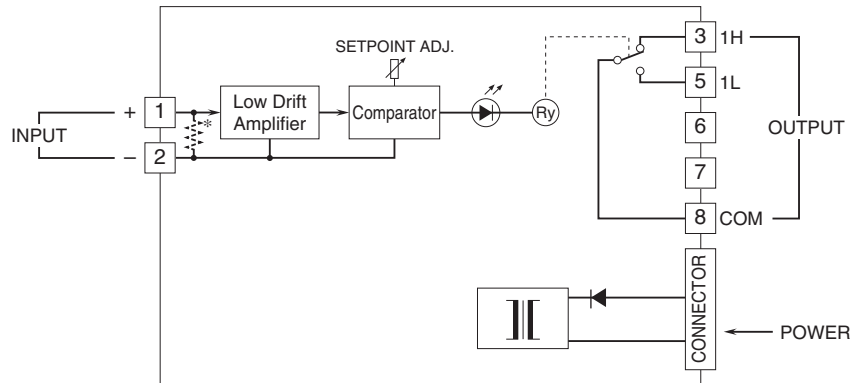 SETPOINT ADJ.
3 1H
5 1L
+ 1
Low Drift
Amplifier
Comparator
Ry
*
INPUT
6
OUTPUT
– 2
7
8 COM
CONNECTOR
POWER